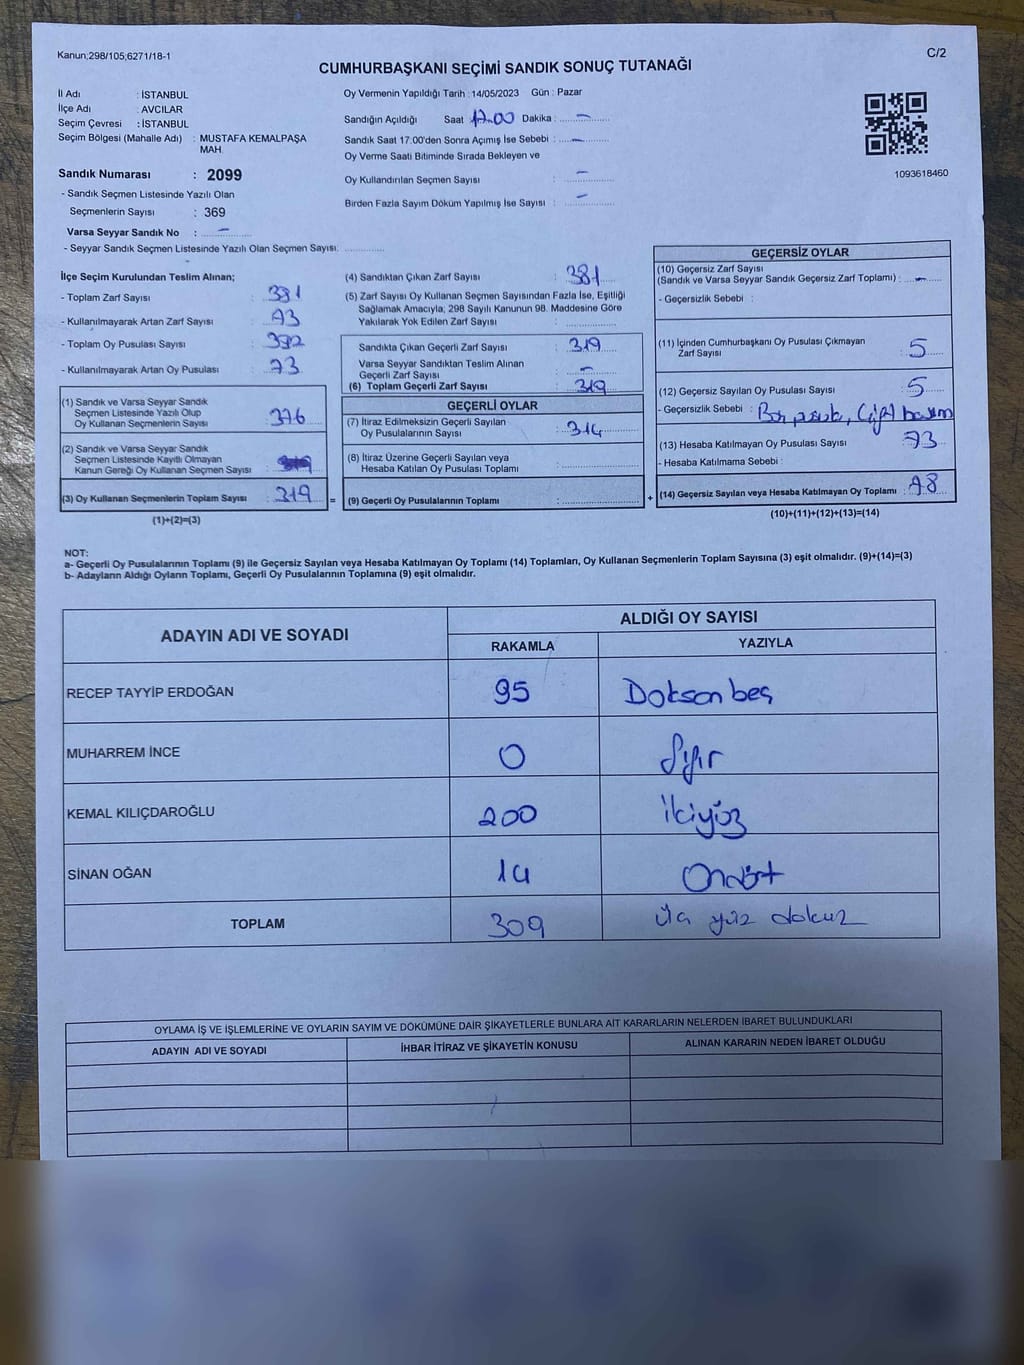 Kanun;298/105;6271/18-1
C/2
CUMHURBAŞKANI SEÇİMİ SANDIK SONUÇ TUTANAĞI
İl Adı : İSTANBUL
İlçe Adı : AVCILAR
Seçim Çevresi : İSTANBUL
Seçim Bölgesi (Mahalle Adı) : MUSTAFA KEMALPAŞA MAH.
Sandık Numarası : 2099
- Sandık Seçmen Listesinde Yazılı Olan
Seçmenlerin Sayısı : 369
Varsa Seyyar Sandık No : -
- Seyyar Sandık Seçmen Listesinde Yazılı Olan Seçmen Sayısı:
Oy Vermenin Yapıldığı Tarih : 14/05/2023 Gün : Pazar
Sandığın Açıldığı Saat 17.00 Dakika : -
Sandık Saat 17.00'den Sonra Açımış İse Sebebi : -
Oy Verme Saati Bitiminde Sırada Bekleyen ve
Oy Kullandırılan Seçmen Sayısı : -
Birden Fazla Sayım Döküm Yapılmış İse Sayısı : -
1093618460
İlçe Seçim Kurulundan Teslim Alınan;
- Toplam Zarf Sayısı :
- Kullanılmayarak Artan Zarf Sayısı : 73
- Toplam Oy Pusulası Sayısı : 392
- Kullanılmayarak Artan Oy Pusulası : 73
(1) Sandık ve Varsa Seyyar Sandık
Seçmen Listesinde Yazılı Olup
Oy Kullanan Seçmenlerin Sayısı :
(2) Sandık ve Varsa Seyyar Sandık
Seçmen Listesinde Kayıtlı Olmayan
Kanun Gereği Oy Kullanan Seçmen Sayısı :
(3) Oy Kullanan Seçmenlerin Toplam Sayısı : 319
(1)+(2)=(3)
=
(4) Sandıktan Çıkan Zarf Sayısı : 381
(5) Zarf Sayısı Oy Kullanan Seçmen Sayısından Fazla İse, Eşitliği
Sağlamak Amacıyla, 298 Sayılı Kanunun 98. Maddesine Göre
Yakılarak Yok Edilen Zarf Sayısı :
Sandıkta Çıkan Geçerli Zarf Sayısı : 319
Varsa Seyyar Sandıktan Teslim Alınan
Geçerli Zarf Sayısı : -
(6) Toplam Geçerli Zarf Sayısı : 319
GEÇERLİ OYLAR
(7) İtiraz Edilmeksizin Geçerli Sayılan
Oy Pusulalarının Sayısı : 314
(8) İtiraz Üzerine Geçerli Sayılan veya
Hesaba Katılan Oy Pusulası Toplamı :
(9) Geçerli Oy Pusulalarının Toplamı :
+
GEÇERSİZ OYLAR
(10) Geçersiz Zarf Sayısı
(Sandık ve Varsa Seyyar Sandık Geçersiz Zarf Toplamı) : -
- Geçersizlik Sebebi :
(11) İçinden Cumhurbaşkanı Oy Pusulası Çıkmayan
Zarf Sayısı : 5
(12) Geçersiz Sayılan Oy Pusulası Sayısı : 5
- Geçersizlik Sebebi :
(13) Hesaba Katılmayan Oy Pusulası Sayısı : 73
- Hesaba Katılmama Sebebi :
(14) Geçersiz Sayılan veya Hesaba Katılmayan Oy Toplamı : 78
(10)+(11)+(12)+(13)=(14)
NOT:
a- Geçerli Oy Pusulalarının Toplamı (9) ile Geçersiz Sayılan veya Hesaba Katılmayan Oy Toplamı (14) Toplamları, Oy Kullanan Seçmenlerin Toplam Sayısına (3) eşit olmalıdır. (9)+(14)=(3)
b- Adayların Aldığı Oyların Toplamı, Geçerli Oy Pusulalarının Toplamına (9) eşit olmalıdır.
ADAYIN ADI VE SOYADI
ALDIĞI OY SAYISI
RAKAMLA YAZIYLA
RECEP TAYYİP ERDOĞAN 95 Doksan beş
MUHARREM İNCE 0 Sıfır
KEMAL KILIÇDAROĞLU 200 İkiyüz
SİNAN OĞAN 14 Ondört
TOPLAM 309 Üç yüz dokuz
OYLAMA İŞ VE İŞLEMLERİNE VE OYLARIN SAYIM VE DÖKÜMÜNE DAİR ŞİKAYETLERLE BUNLARA AİT KARARLARIN NELERDEN İBARET BULUNDUKLARI
ADAYIN ADI VE SOYADI İHBAR İTİRAZ VE ŞİKAYETİN KONUSU ALINAN KARARIN NEDEN İBARET OLDUĞU